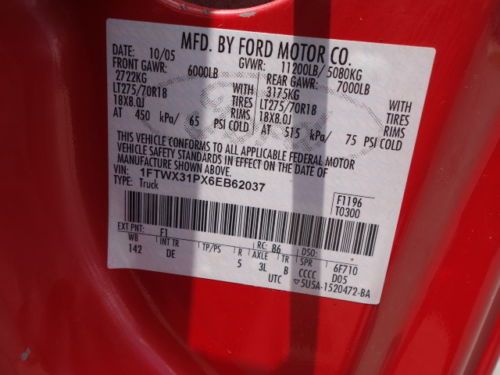 MFD. BY FORD MOTOR CO.
DATE: 10/05 GVWR: 11200LB/ 5080KG
FRONT GAWR: 6000LB REAR GAWR: 7000LB
2722KG WITH 3175KG WITH
LT275/70R18 TIRES LT275/70R18 TIRES
18X8.0J RIMS 18X8.0J RIMS
AT 450 kPa/ 65 PSI COLD AT 515 kPa/ 75 PSI COLD
THIS VEHICLE CONFORMS TO ALL APPLICABLE FEDERAL MOTOR
VEHICLE SAFETY STANDARDS IN EFFECT ON THE DATE OF MANUFACTURE
VIN: 1FTWX31PX6EB62037
TYPE: Truck
F1196
T0300
EXT PNT: F1 RC: 86 DSO:
WB INT TR TP/PS R AXLE TR SPR 6F710
142 DE 5 3L B CCCC D05
UTC 5U5A-1520472-BA